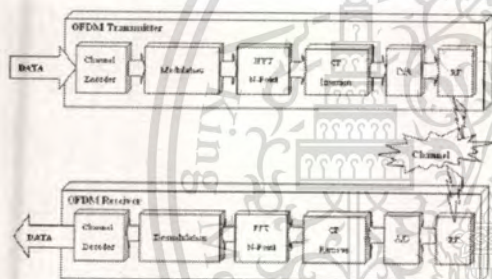 OFDM Transmitter
DATA
Channel
Encoder
Modulation
IFFT
N-Point
CP
Insertion
D/A
RF
Channel
OFDM Receiver
DATA
Channel
Decoder
Demodulation
FFT
N-Point
CP
Remove
A/D
RF
King